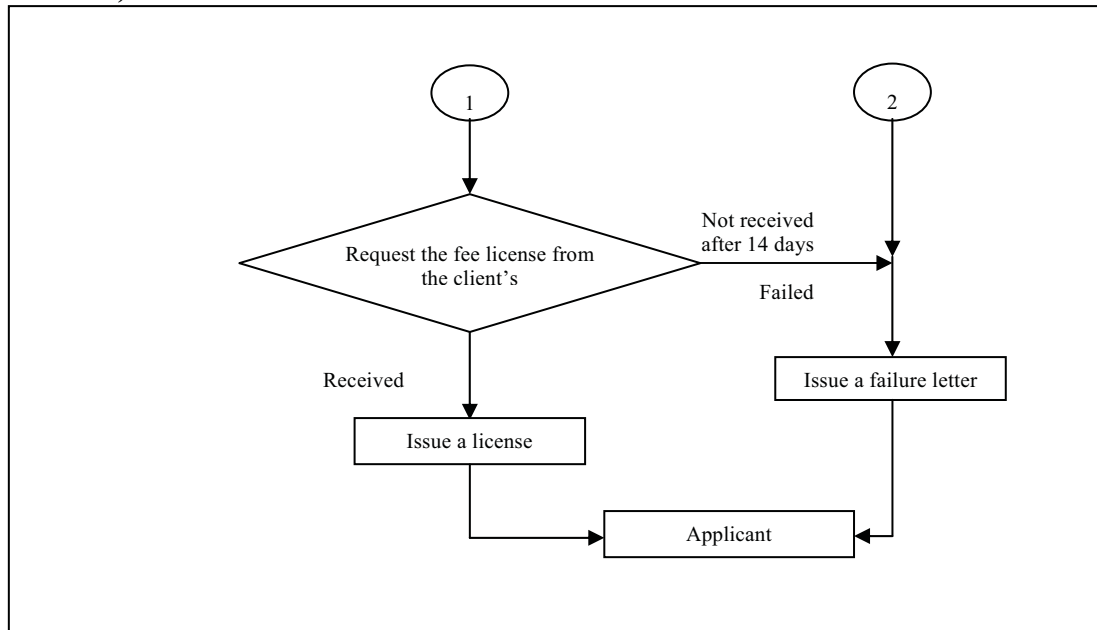 1
2
Request the fee license from
the client’s
Not received
after 14 days
Failed
Received
Issue a failure letter
Issue a license
Applicant